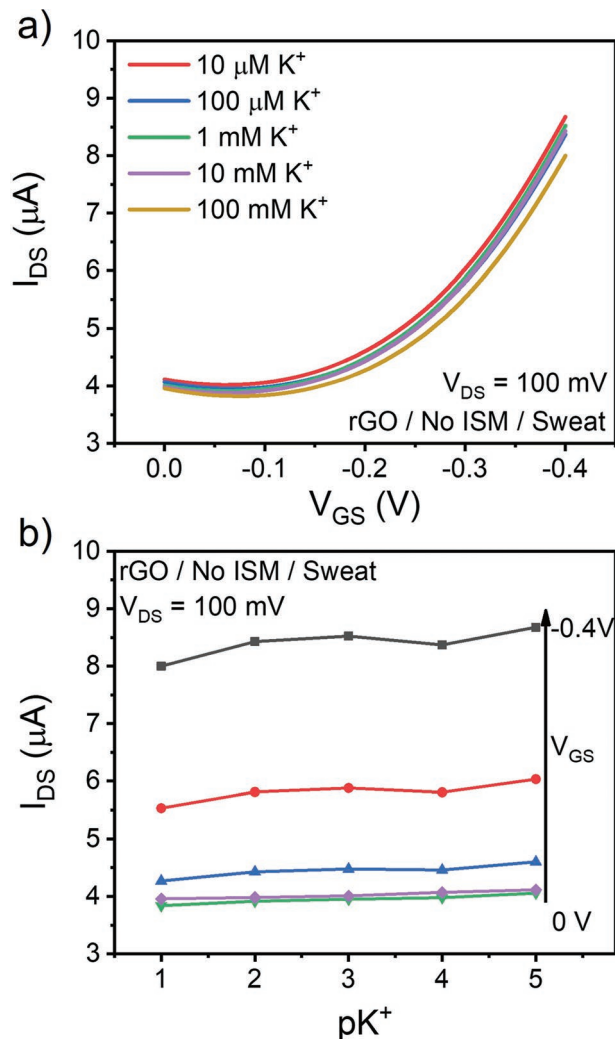 a)
10
9
8
7
6
5
4
3
I_DS (μA)
10 μM K⁺
100 μM K⁺
1 mM K⁺
10 mM K⁺
100 mM K⁺
V_DS = 100 mV
rGO / No ISM / Sweat
0.0 -0.1 -0.2 -0.3 -0.4
V_GS (V)
b)
10
9
8
7
6
5
4
3
I_DS (μA)
rGO / No ISM / Sweat
V_DS = 100 mV
-0.4V
V_GS
0 V
1 2 3 4 5
pK⁺